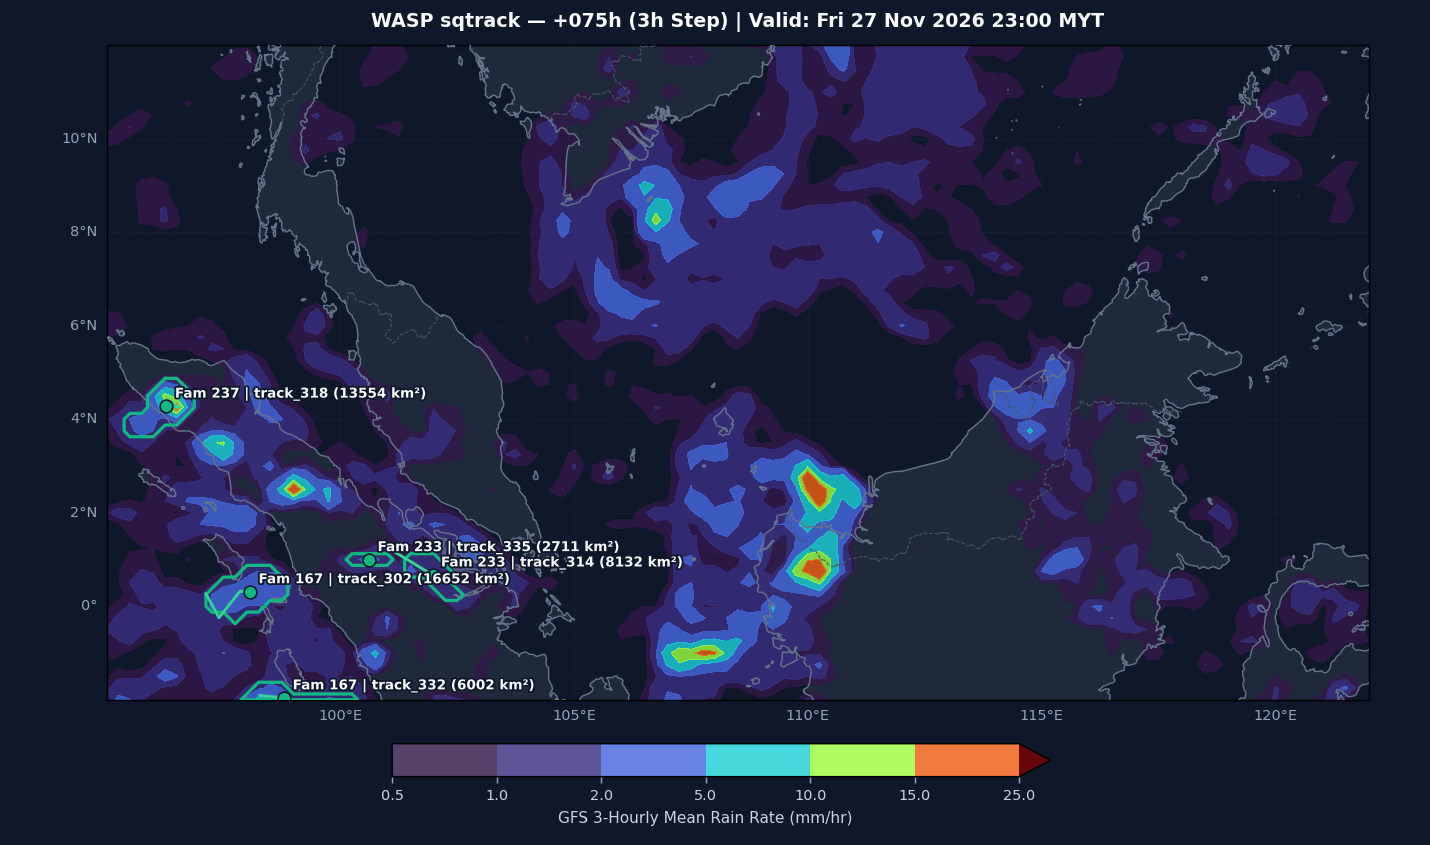 WASP sqtrack — +075h (3h Step) | Valid: Fri 27 Nov 2026 23:00 MYT
10°N
8°N
6°N
4°N
2°N
0°
Fam 237 | track_318 (13554 km²)
Fam 233 | track_335 (2711 km²)
Fam 233 | track_314 (8132 km²)
Fam 167 | track_302 (16652 km²)
Fam 167 | track_332 (6002 km²)
100°E 105°E 110°E 115°E 120°E
0.5 1.0 2.0 5.0 10.0 15.0 25.0
GFS 3-Hourly Mean Rain Rate (mm/hr)